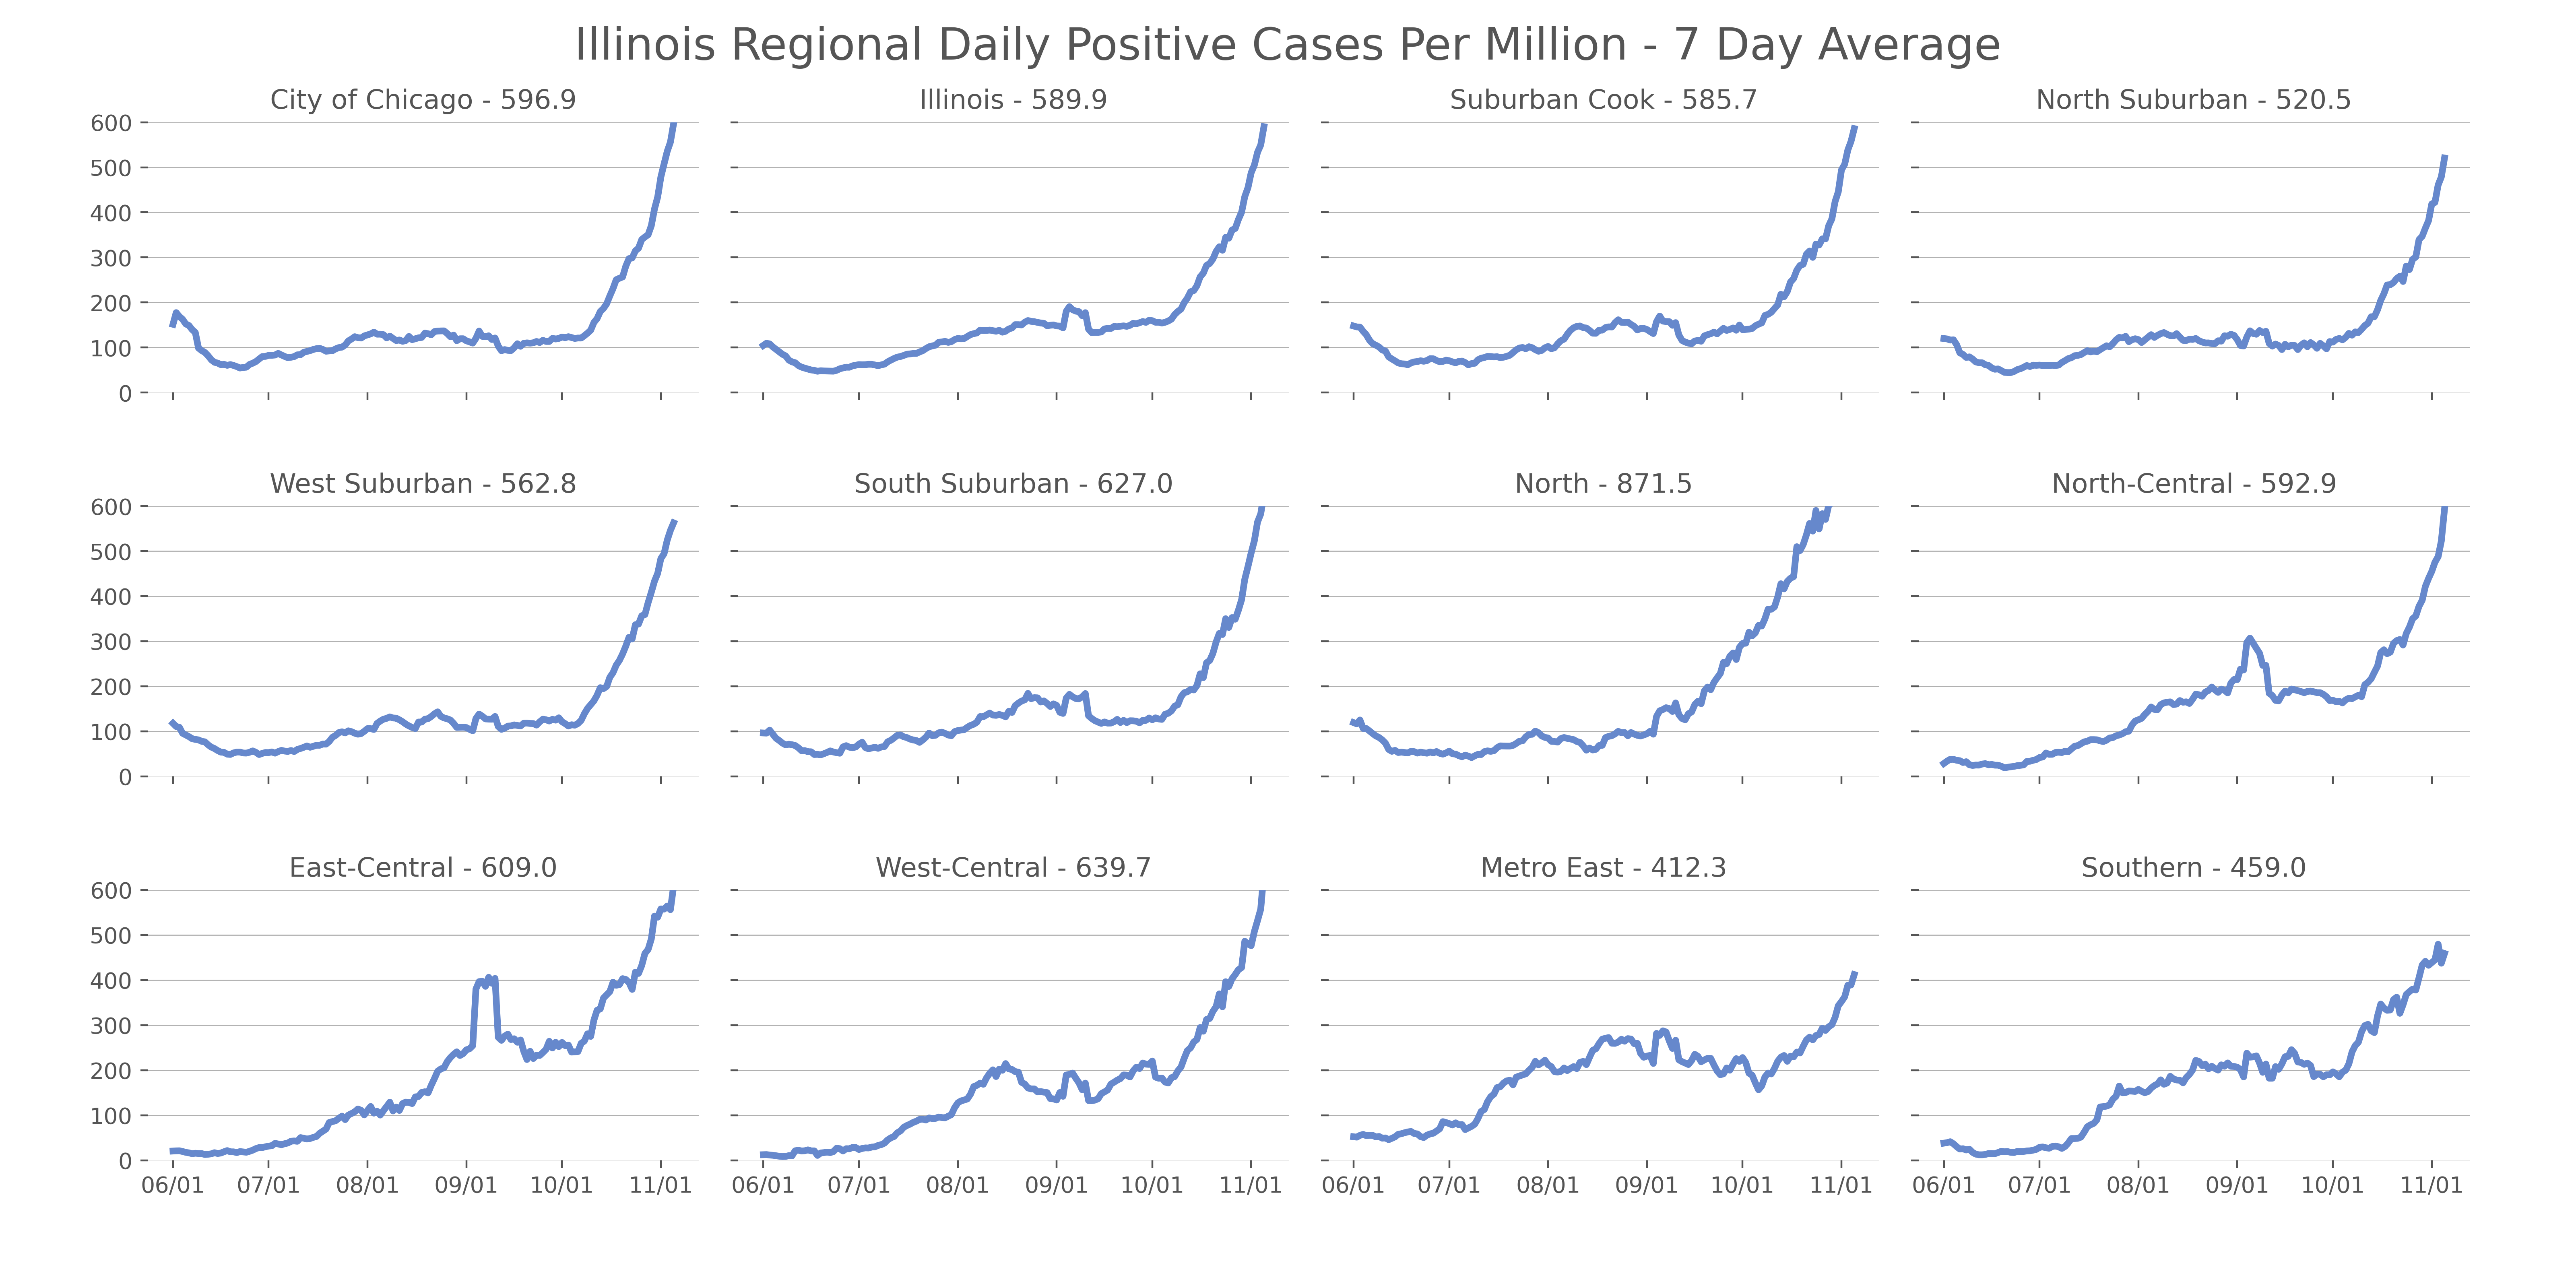 Illinois Regional Daily Positive Cases Per Million - 7 Day Average
City of Chicago - 596.9
600
500
400
300
200
100
0
Illinois - 589.9
Suburban Cook - 585.7
North Suburban - 520.5
West Suburban - 562.8
600
500
400
300
200
100
0
South Suburban - 627.0
North - 871.5
North-Central - 592.9
East-Central - 609.0
600
500
400
300
200
100
0
06/01 07/01 08/01 09/01 10/01 11/01
West-Central - 639.7
06/01 07/01 08/01 09/01 10/01 11/01
Metro East - 412.3
06/01 07/01 08/01 09/01 10/01 11/01
Southern - 459.0
06/01 07/01 08/01 09/01 10/01 11/01